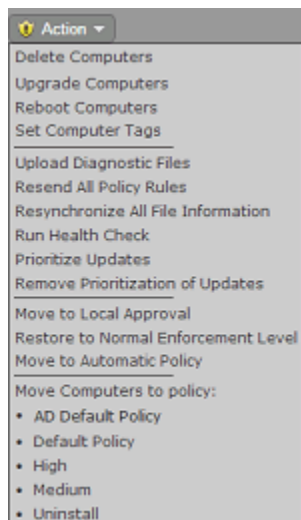 Action
Delete Computers
Upgrade Computers
Reboot Computers
Set Computer Tags
Upload Diagnostic Files
Resend All Policy Rules
Resynchronize All File Information
Run Health Check
Prioritize Updates
Remove Prioritization of Updates
Move to Local Approval
Restore to Normal Enforcement Level
Move to Automatic Policy
Move Computers to policy:
• AD Default Policy
• Default Policy
• High
• Medium
• Uninstall